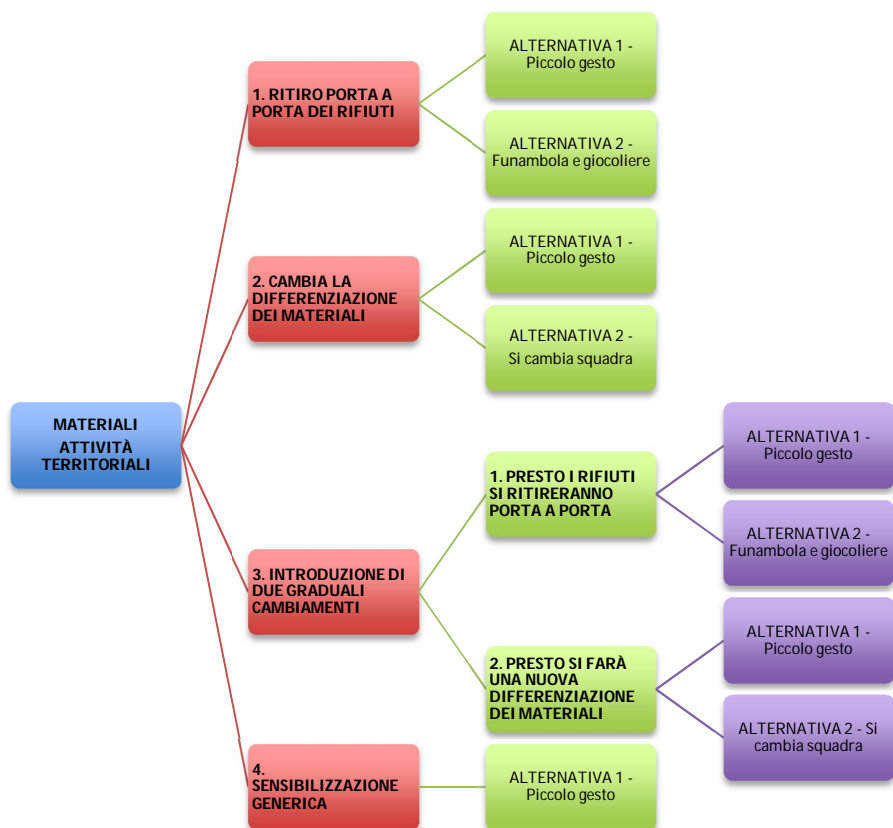 MATERIALI
ATTIVITÀ
TERRITORIALI
1. RITIRO PORTA A
PORTA DEI RIFIUTI
ALTERNATIVA 1 -
Piccolo gesto
ALTERNATIVA 2 -
Funambola e giocoliere
2. CAMBIA LA
DIFFERENZIAZIONE
DEI MATERIALI
ALTERNATIVA 1 -
Piccolo gesto
ALTERNATIVA 2 -
Si cambia squadra
3. INTRODUZIONE DI
DUE GRADUALI
CAMBIAMENTI
1. PRESTO I RIFIUTI
SI RITIRERANNO
PORTA A PORTA
ALTERNATIVA 1 -
Piccolo gesto
ALTERNATIVA 2 -
Funambola e giocoliere
2. PRESTO SI FARÀ
UNA NUOVA
DIFFERENZIAZIONE
DEI MATERIALI
ALTERNATIVA 1 -
Piccolo gesto
ALTERNATIVA 2 - Si
cambia squadra
4.
SENSIBILIZZAZIONE
GENERICA
ALTERNATIVA 1 -
Piccolo gesto